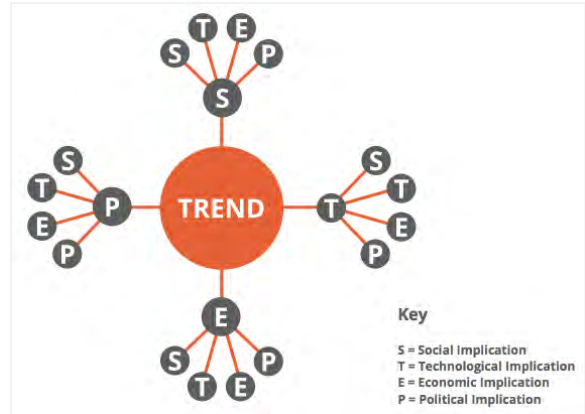 T E
S P
S
S S
T T
P TREND T
E E
P P
E
S P
T E
Key
S = Social Implication
T = Technological Implication
E = Economic Implication
P = Political Implication